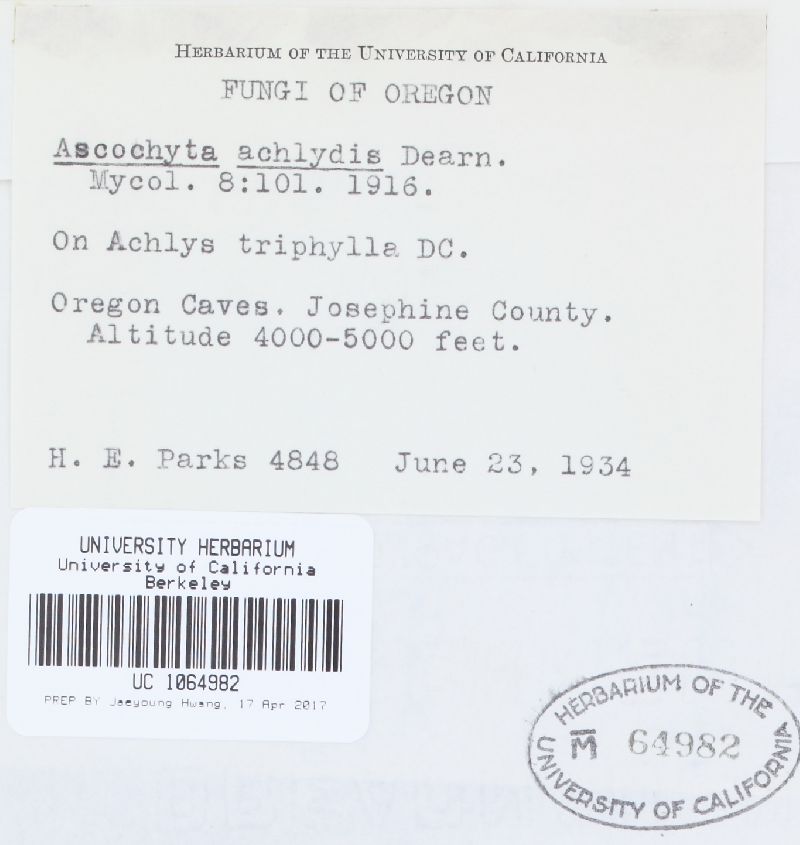 HERBARIUM OF THE UNIVERSITY OF CALIFORNIA
FUNGI OF OREGON
Ascochyta achlydis Dearn.
Mycol. 8:101. 1916.
On Achlys triphylla DC.
Oregon Caves. Josephine County.
Altitude 4000-5000 feet.
H. E. Parks 4848 June 23, 1934
UNIVERSITY HERBARIUM
University of California
Berkeley
UC 1064982
PREP BY Jaeyoung Hwang, 17 Apr 2017
HERBARIUM OF THE
M 64982
UNIVERSITY OF CALIFORNIA